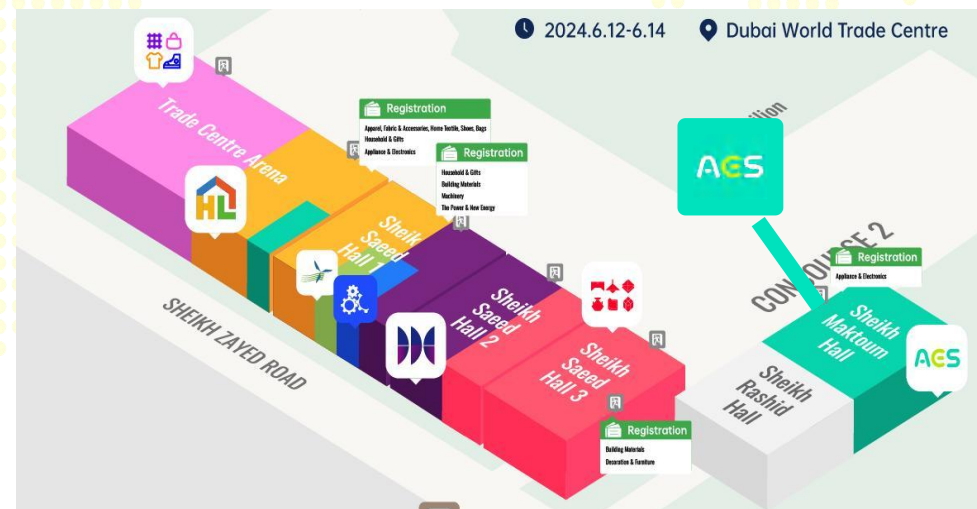 2024.6.12-6.14
Dubai World Trade Centre
Trade Centre Arena
HL
Registration
Apparel, Fabric & Accessories, Home Textile, Shoes, Bags
Household & Gifts
Appliance & Electronics
Registration
Household & Gifts
Building Materials
Machinery
The Power & New Energy
Sheikh
Saeed
Hall 1
Sheikh
Saeed
Hall 2
Sheikh
Saeed
Hall 3
Registration
Building Materials
Decoration & Furniture
SHEIKH ZAYED ROAD
AES
CONCOURSE 2
Registration
Appliance & Electronics
Sheikh
Maktoum
Hall
AES
Sheikh
Rashid
Hall